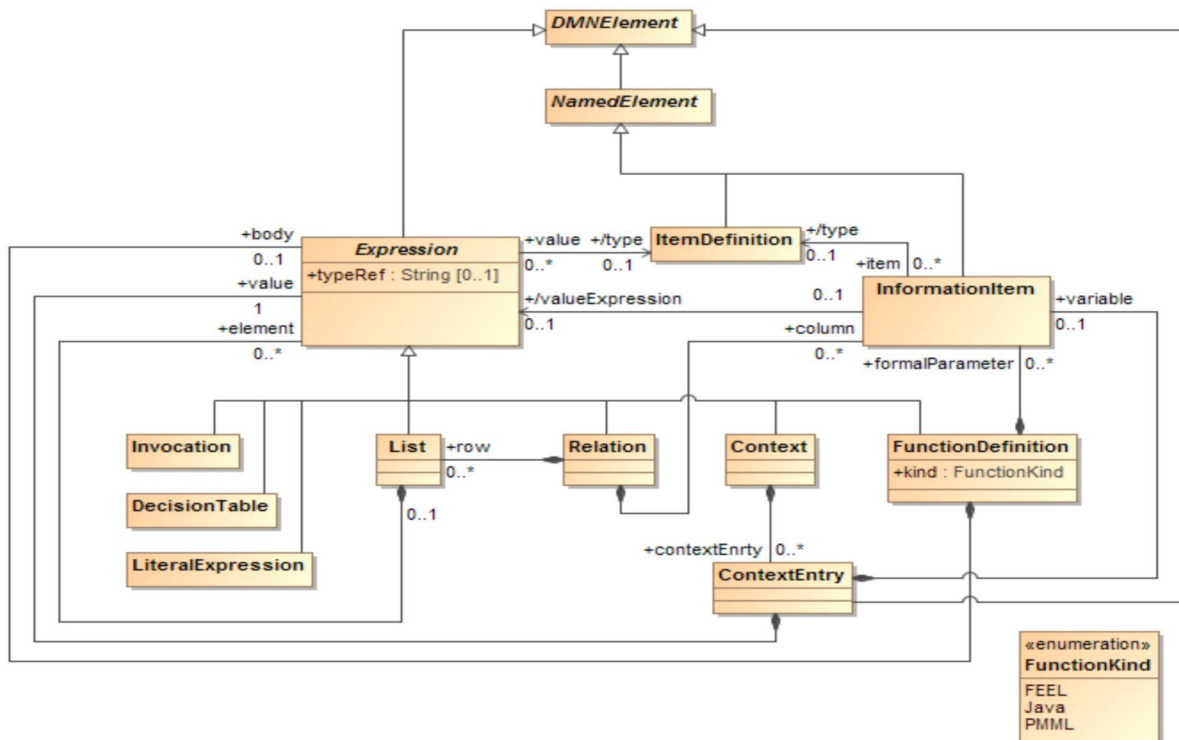 DMNElement
NamedElement
+body
0..1
+value
1
+element
0..*
Expression
+typeRef : String [0..1]
+value
0..*
+/type
0..1
ItemDefinition
+/type
0..1
+item
0..*
0..1
InformationItem
+/valueExpression
0..1
+variable
0..1
+column
0..*
+formalParameter
0..*
Invocation
DecisionTable
LiteralExpression
List
0..1
+row
0..*
Relation
Context
FunctionDefinition
+kind : FunctionKind
+contextEnrty
0..*
ContextEntry
«enumeration»
FunctionKind
FEEL
Java
PMML